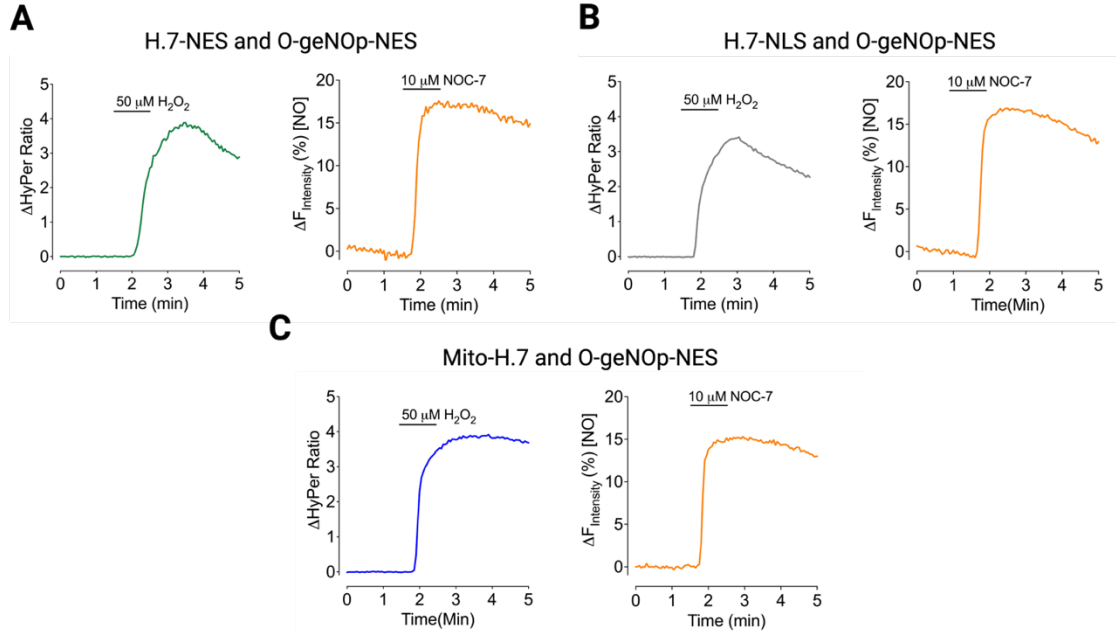 A
H.7-NES and O-geNOp-NES
50 μM H₂O₂
ΔHyPer Ratio
5
4
3
2
1
0
0 1 2 3 4 5
Time (min)
10 μM NOC-7
ΔF_Intensity (%) [NO]
20
15
10
5
0
0 1 2 3 4 5
Time (min)
B
H.7-NLS and O-geNOp-NES
50 μM H₂O₂
ΔHyPer Ratio
5
4
3
2
1
0
0 1 2 3 4 5
Time (min)
10 μM NOC-7
ΔF_Intensity (%) [NO]
20
15
10
5
0
0 1 2 3 4 5
Time(Min)
C
Mito-H.7 and O-geNOp-NES
50 μM H₂O₂
ΔHyPer Ratio
5
4
3
2
1
0
0 1 2 3 4 5
Time(Min)
10 μM NOC-7
ΔF_Intensity (%) [NO]
20
15
10
5
0
0 1 2 3 4 5
Time (min)